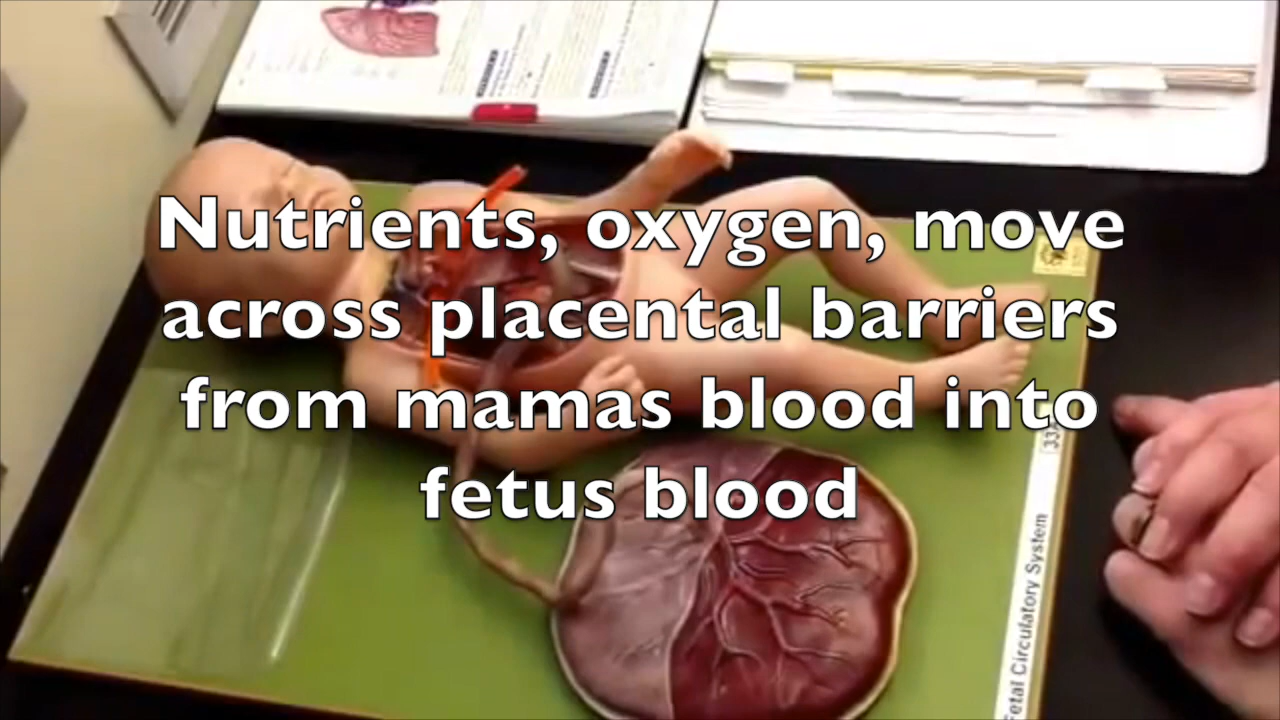 Nutrients, oxygen, move
across placental barriers
from mamas blood into
fetus blood
Fetal Circulatory System